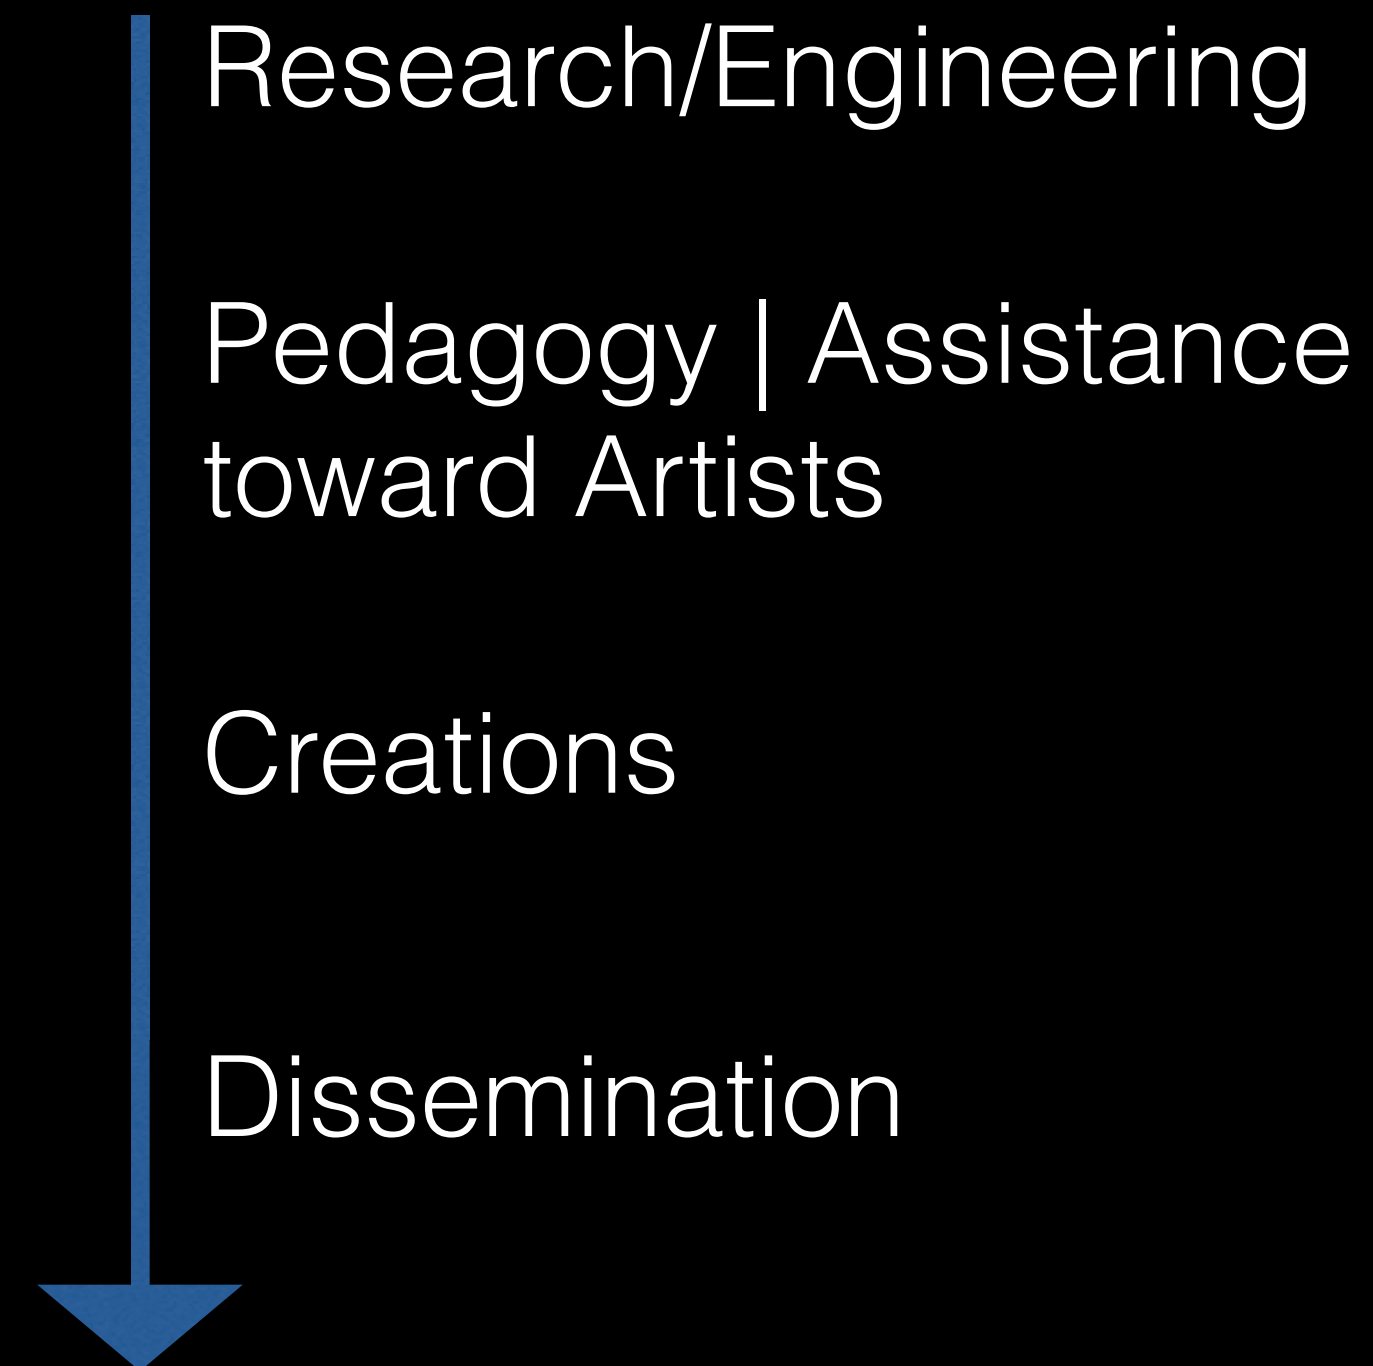 Research/Engineering
Pedagogy | Assistance
toward Artists
Creations
Dissemination